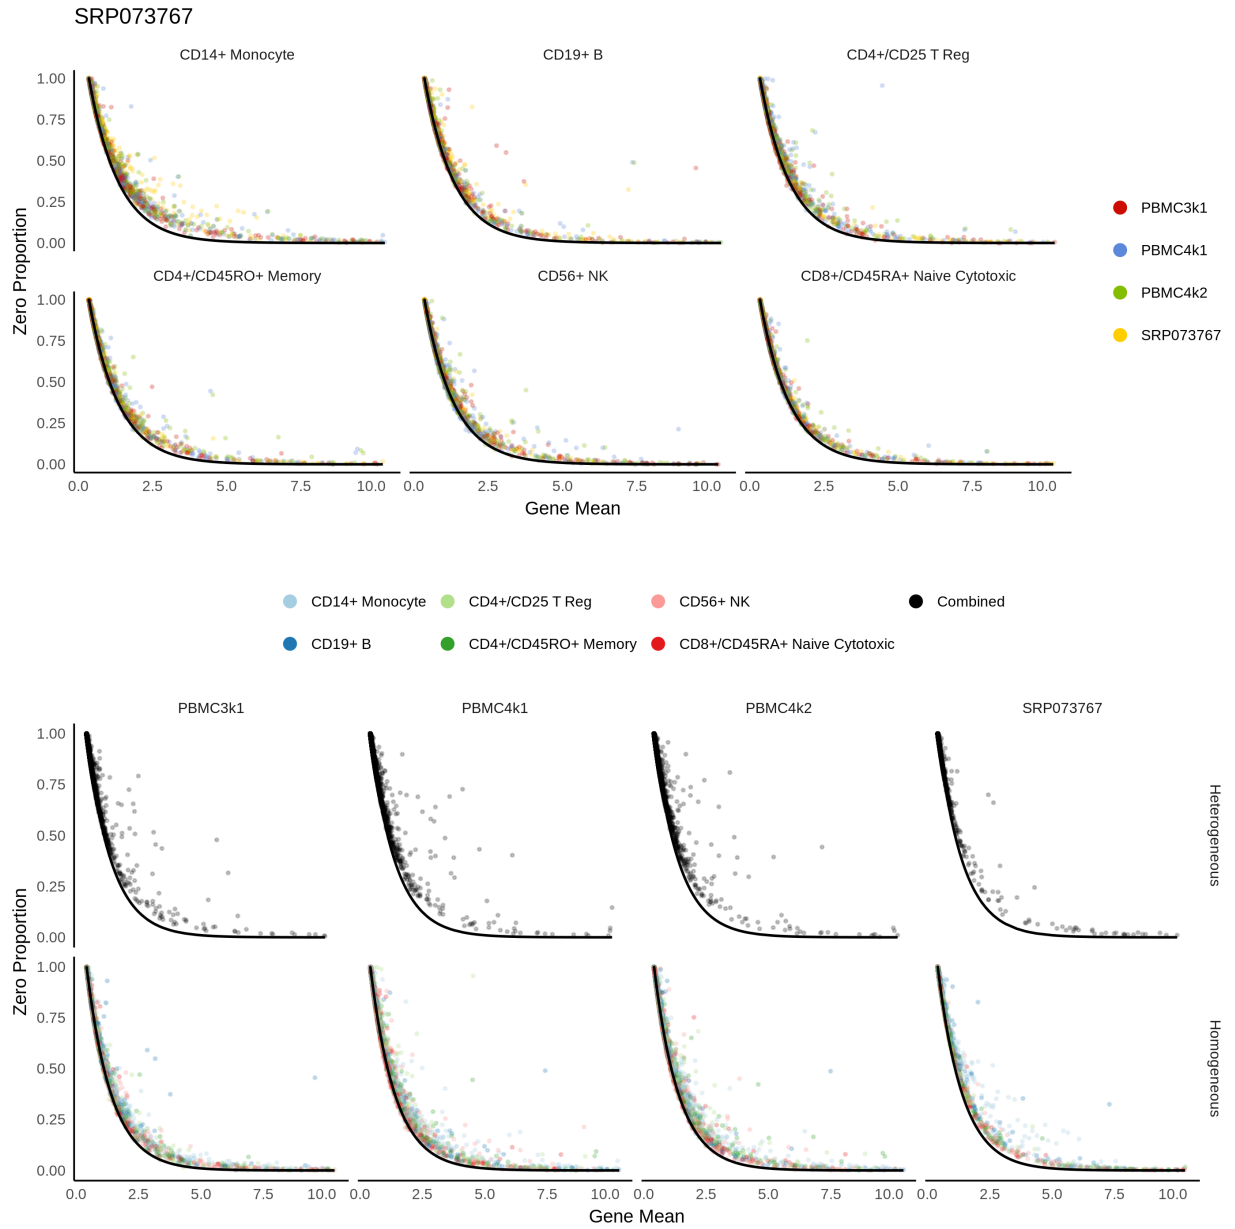 SRP073767
CD14+ Monocyte CD19+ B CD4+/CD25 T Reg
1.00
0.75
0.50
0.25
0.00
CD4+/CD45RO+ Memory CD56+ NK CD8+/CD45RA+ Naive Cytotoxic
1.00
0.75
0.50
0.25
0.00
0.0 2.5 5.0 7.5 10.0 0.0 2.5 5.0 7.5 10.0 0.0 2.5 5.0 7.5 10.0
Zero Proportion
Gene Mean
PBMC3k1
PBMC4k1
PBMC4k2
SRP073767
CD14+ Monocyte CD4+/CD25 T Reg CD56+ NK Combined
CD19+ B CD4+/CD45RO+ Memory CD8+/CD45RA+ Naive Cytotoxic
PBMC3k1 PBMC4k1 PBMC4k2 SRP073767
1.00
0.75
0.50
0.25
0.00
Heterogeneous
1.00
0.75
0.50
0.25
0.00
Homogeneous
0.0 2.5 5.0 7.5 10.0 0.0 2.5 5.0 7.5 10.0 0.0 2.5 5.0 7.5 10.0 0.0 2.5 5.0 7.5 10.0
Zero Proportion
Gene Mean